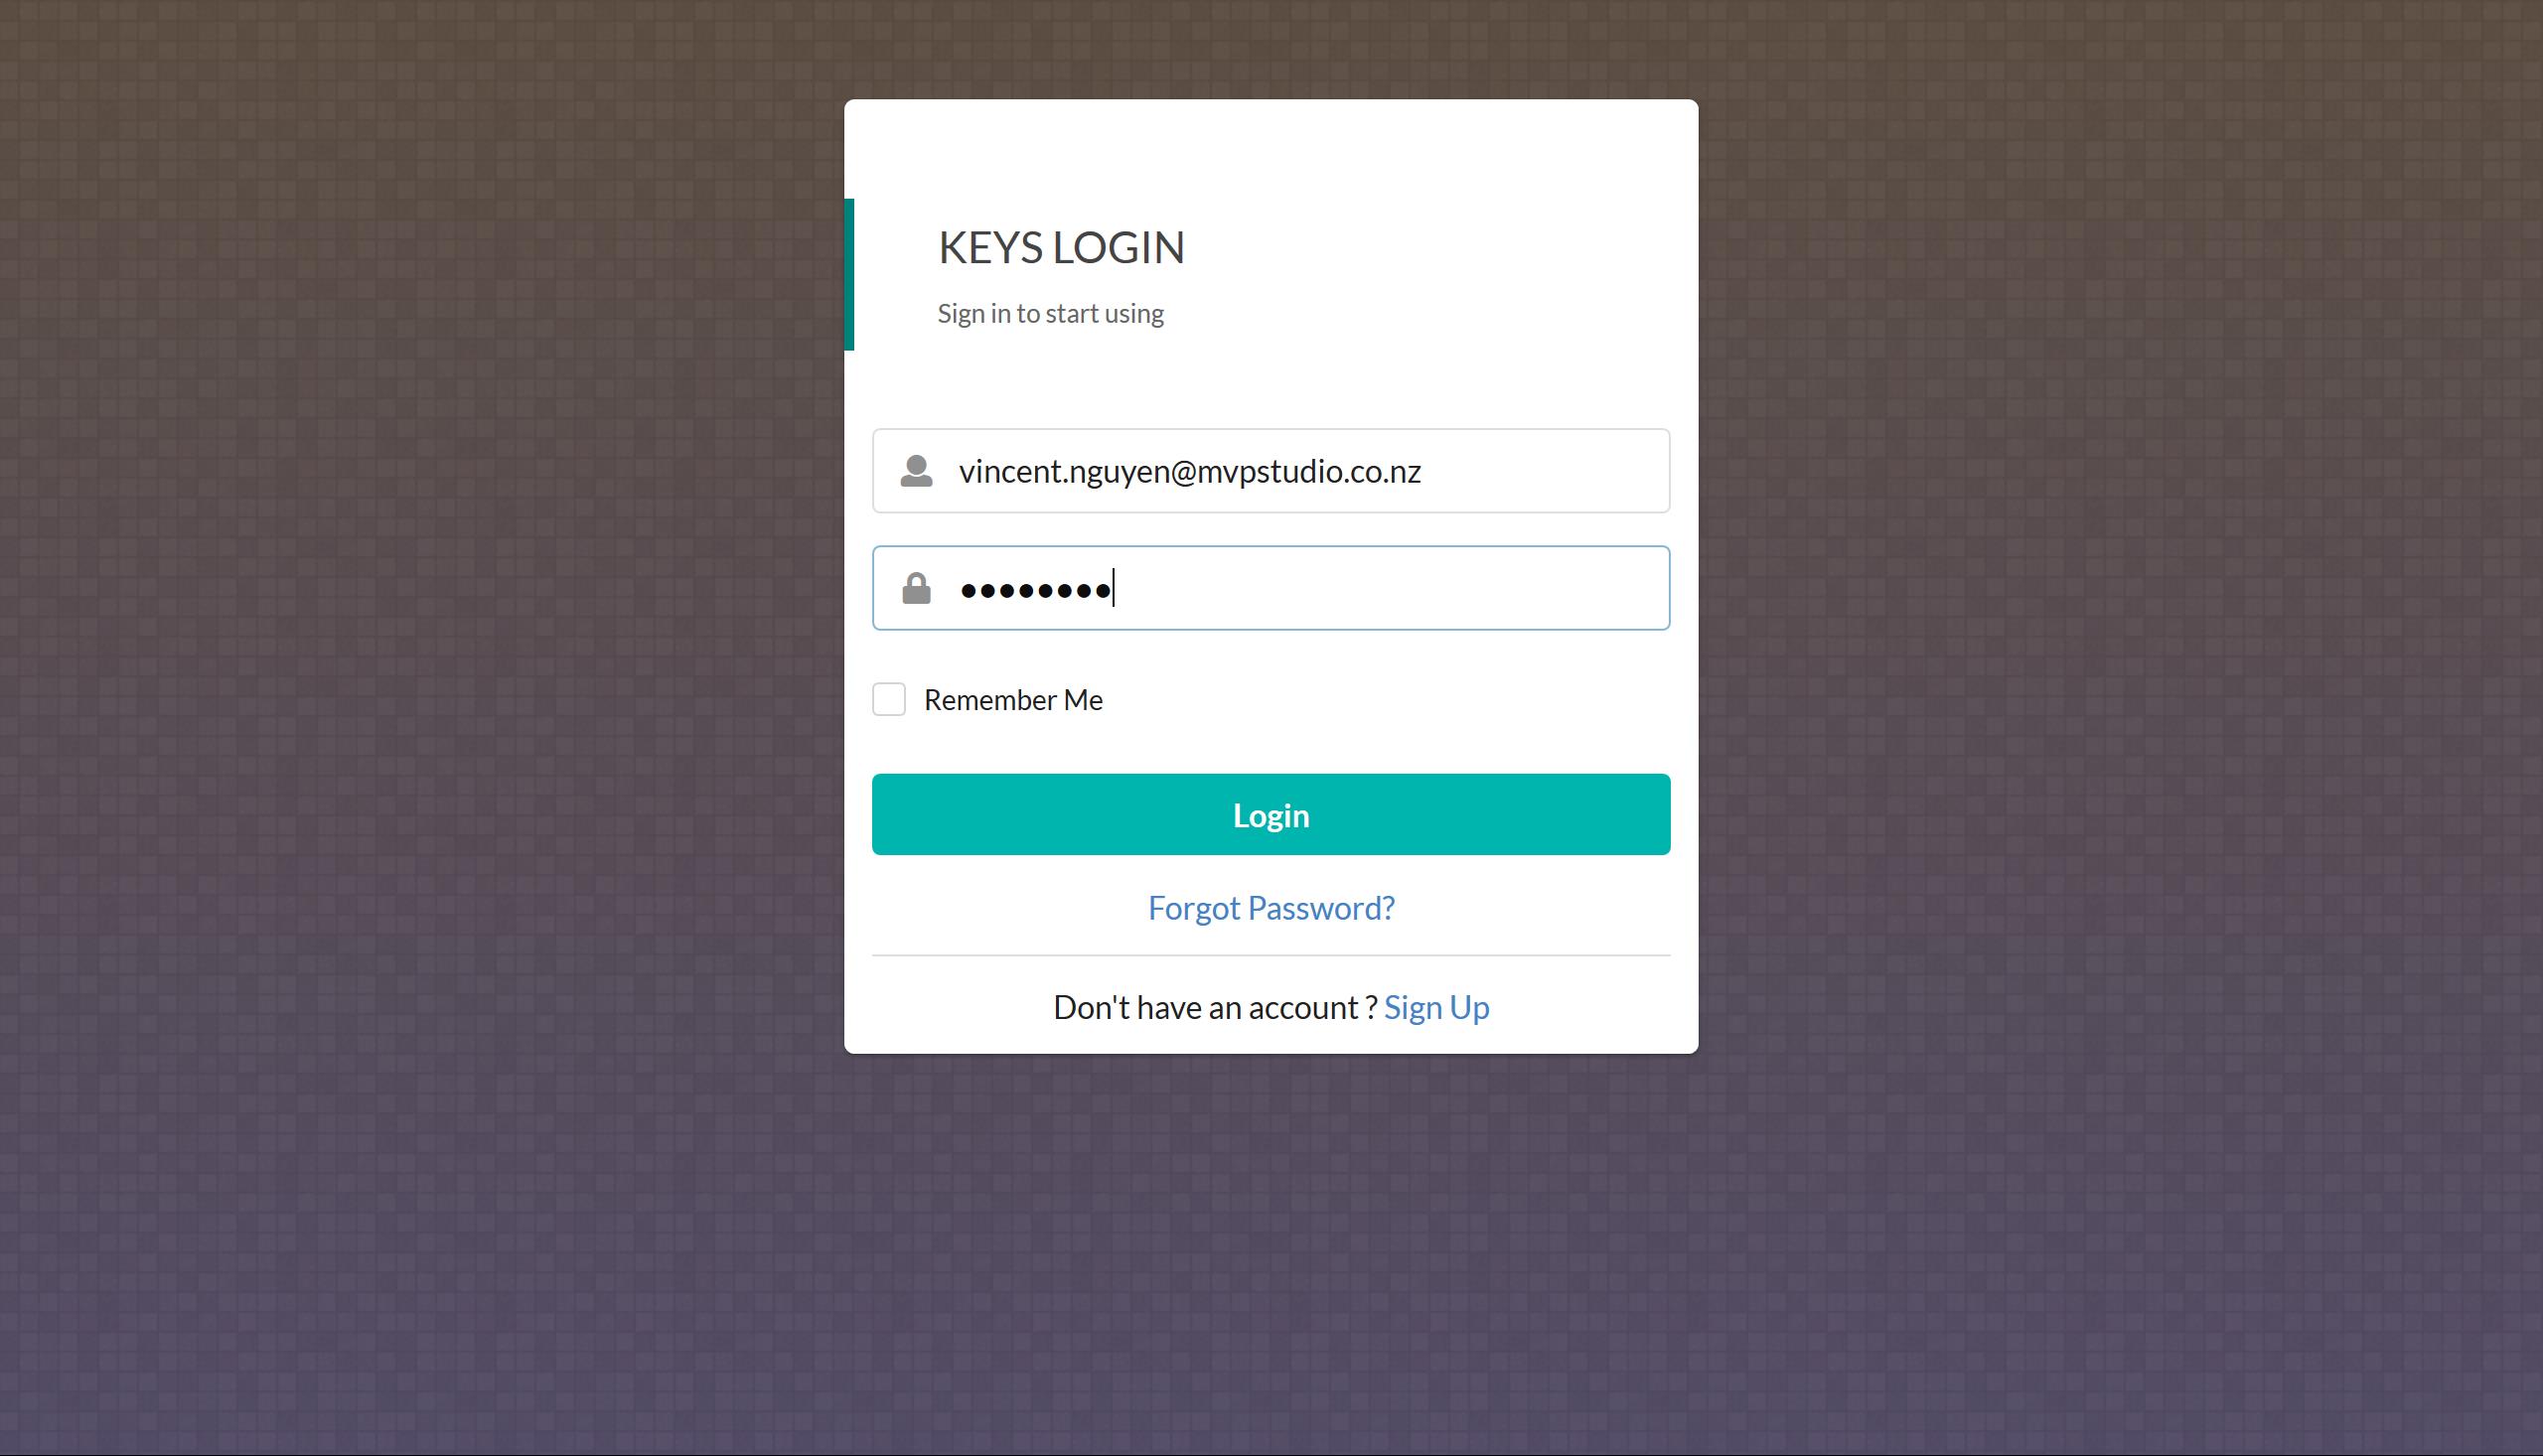 KEYS LOGIN
Sign in to start using
vincent.nguyen@mvpstudio.co.nz
••••••••
Remember Me
Login
Forgot Password?
Don't have an account ? Sign Up